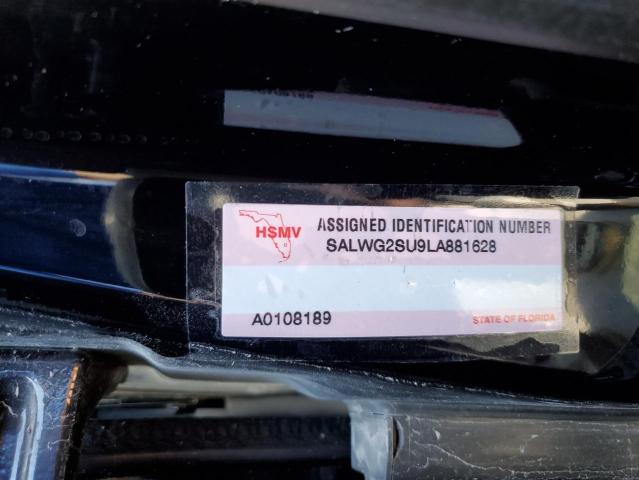 HSMV
ASSIGNED IDENTIFICATION NUMBER
SALWG2SU9LA881628
A0108189
STATE OF FLORIDA